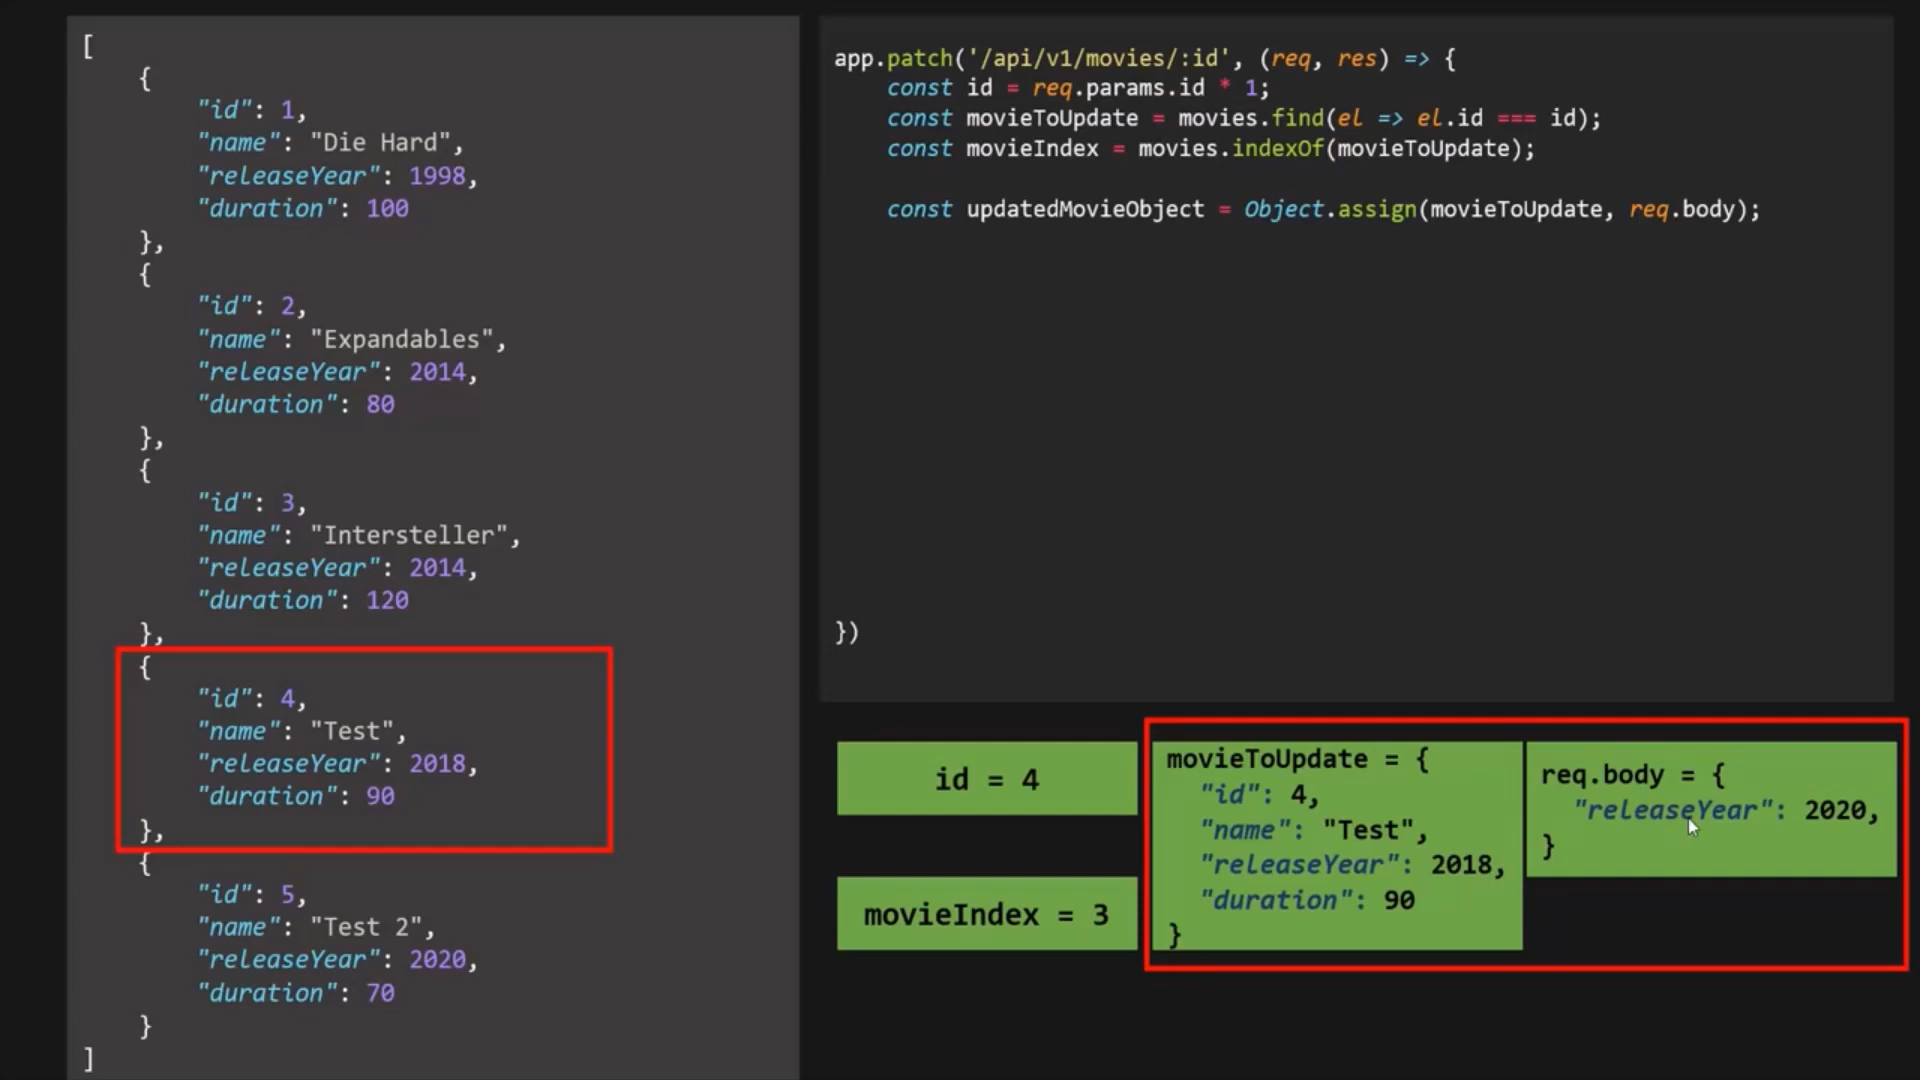 [
{
"id": 1,
"name": "Die Hard",
"releaseYear": 1998,
"duration": 100
},
{
"id": 2,
"name": "Expandables",
"releaseYear": 2014,
"duration": 80
},
{
"id": 3,
"name": "Intersteller",
"releaseYear": 2014,
"duration": 120
},
{
"id": 4,
"name": "Test",
"releaseYear": 2018,
"duration": 90
},
{
"id": 5,
"name": "Test 2",
"releaseYear": 2020,
"duration": 70
}
]
app.patch('/api/v1/movies/:id', (req, res) => {
const id = req.params.id * 1;
const movieToUpdate = movies.find(el => el.id === id);
const movieIndex = movies.indexOf(movieToUpdate);
const updatedMovieObject = Object.assign(movieToUpdate, req.body);
})
id = 4
movieIndex = 3
movieToUpdate = {
"id": 4,
"name": "Test",
"releaseYear": 2018,
"duration": 90
}
req.body = {
"releaseYear": 2020,
}